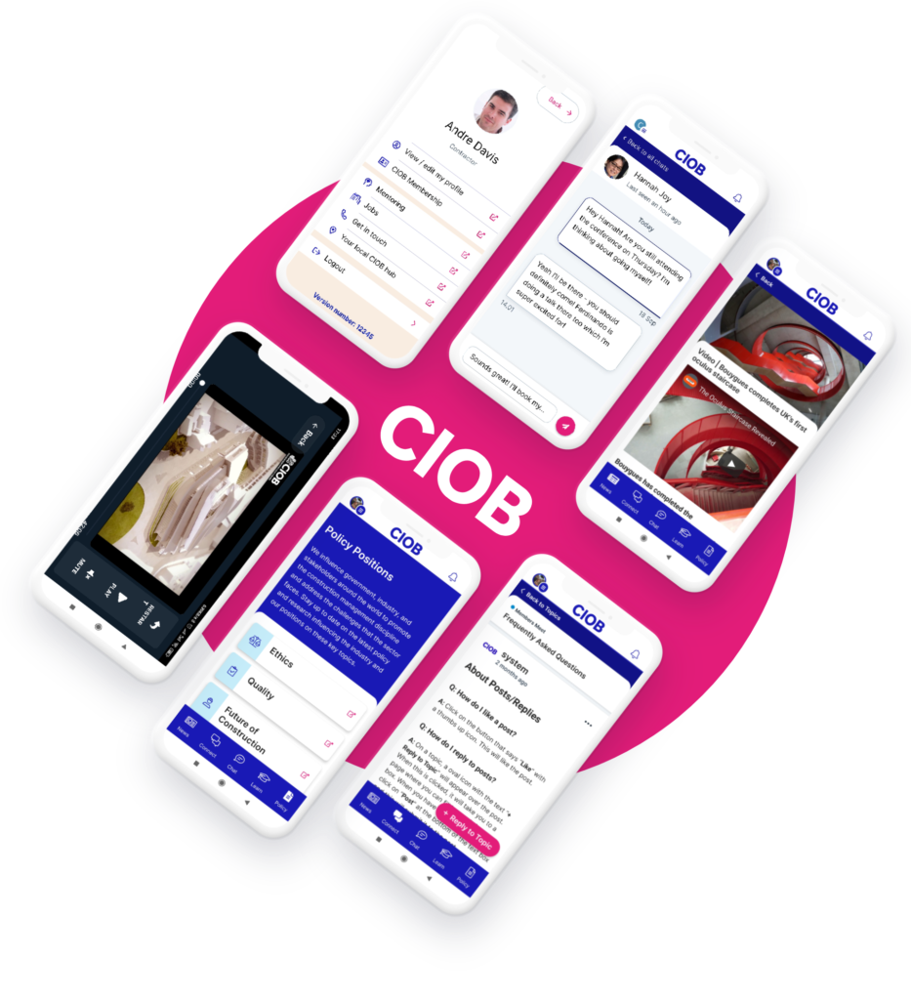 Back
Andre Davis
Contractor
View / edit my profile
CIOB Membership
Mentoring
Jobs
Get in touch
Your local CIOB hub
Logout
Version number: 12345
CIOB
Back to all chats
Hannah Joy
Last seen an hour ago
Today
Hey Hannah! Are you still attending
the conference on Thursday? I'm
thinking about going myself!
19 Sep
Yeah I'll be there - you should
definitely come! Ferdinando is
doing a talk there too which I'm
super excited for!
14.01
Sounds great! I'll book my...
CIOB
Back
Video | Bouygues completes UK's first
oculus staircase
The Oculus Staircase Revealed
Bouygues has completed the
News
Connect
Chat
Learn
Policy
CIOB
Back
CIOB
MUTE
PLAY
RESTAR
T
CIOB
Policy Positions
We influence government, industry, and
stakeholders around the world to promote
the construction management discipline
and address the challenges that the sector
faces. Stay up to date on the latest policy
and research influencing the industry and
our positions on these key topics.
Ethics
Quality
Future of
Construction
News
Connect
Chat
Learn
Policy
CIOB
Back to Topics
Members Meet
Frequently Asked Questions
CIOB
system
2 months ago
About Posts/Replies
Q: How do I like a post?
A: Click on the button that says "Like" with
a thumbs up icon. This will like the post.
Q: How do I reply to posts?
A: On a topic, a oval icon with the text "+
Reply to Topic" will appear over the post.
When this is clicked, it will take you to a
page where you can
box. When you have
click on "Post" at the bottom of the text box
+ Reply to Topic
News
Connect
Chat
Learn
Policy